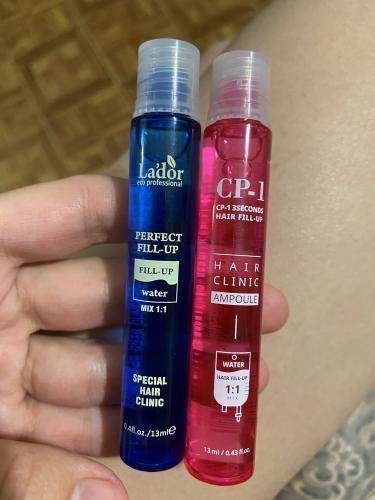 La'dor
eco professional
PERFECT
FILL-UP
FILL-UP
water
MIX 1:1
SPECIAL
HAIR
CLINIC
0.4fl.oz./13ml e
CP-1
CP-1 3SECONDS
HAIR FILL-UP
HAIR
CLINIC
AMPOULE
WATER
HAIR FILL-UP
1:1
MIX
13 ml / 0.43 fl.oz.